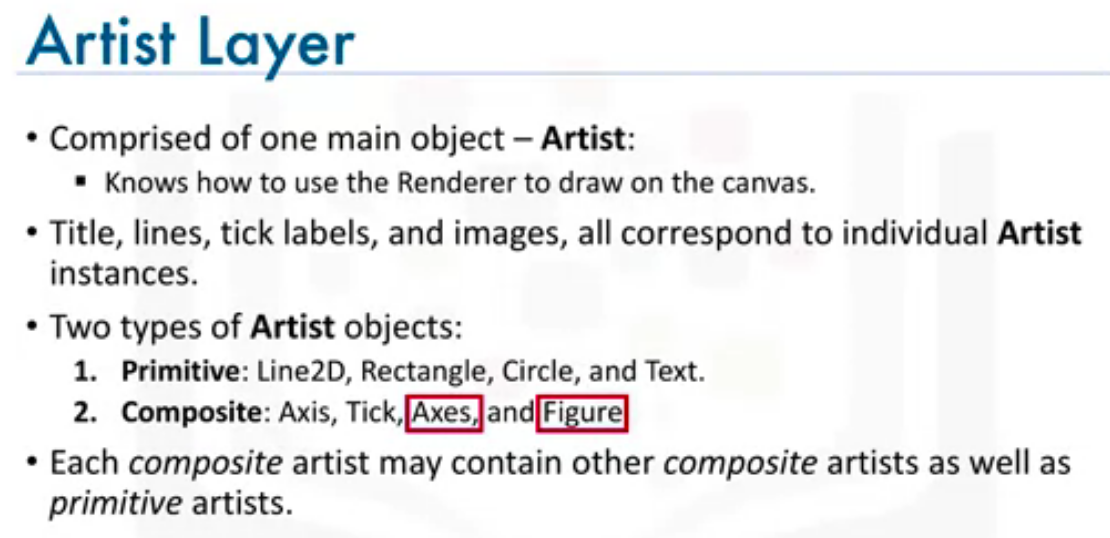 Artist Layer
• Comprised of one main object – Artist:
▪ Knows how to use the Renderer to draw on the canvas.
• Title, lines, tick labels, and images, all correspond to individual Artist
instances.
• Two types of Artist objects:
1. Primitive: Line2D, Rectangle, Circle, and Text.
2. Composite: Axis, Tick, Axes, and Figure
• Each composite artist may contain other composite artists as well as
primitive artists.